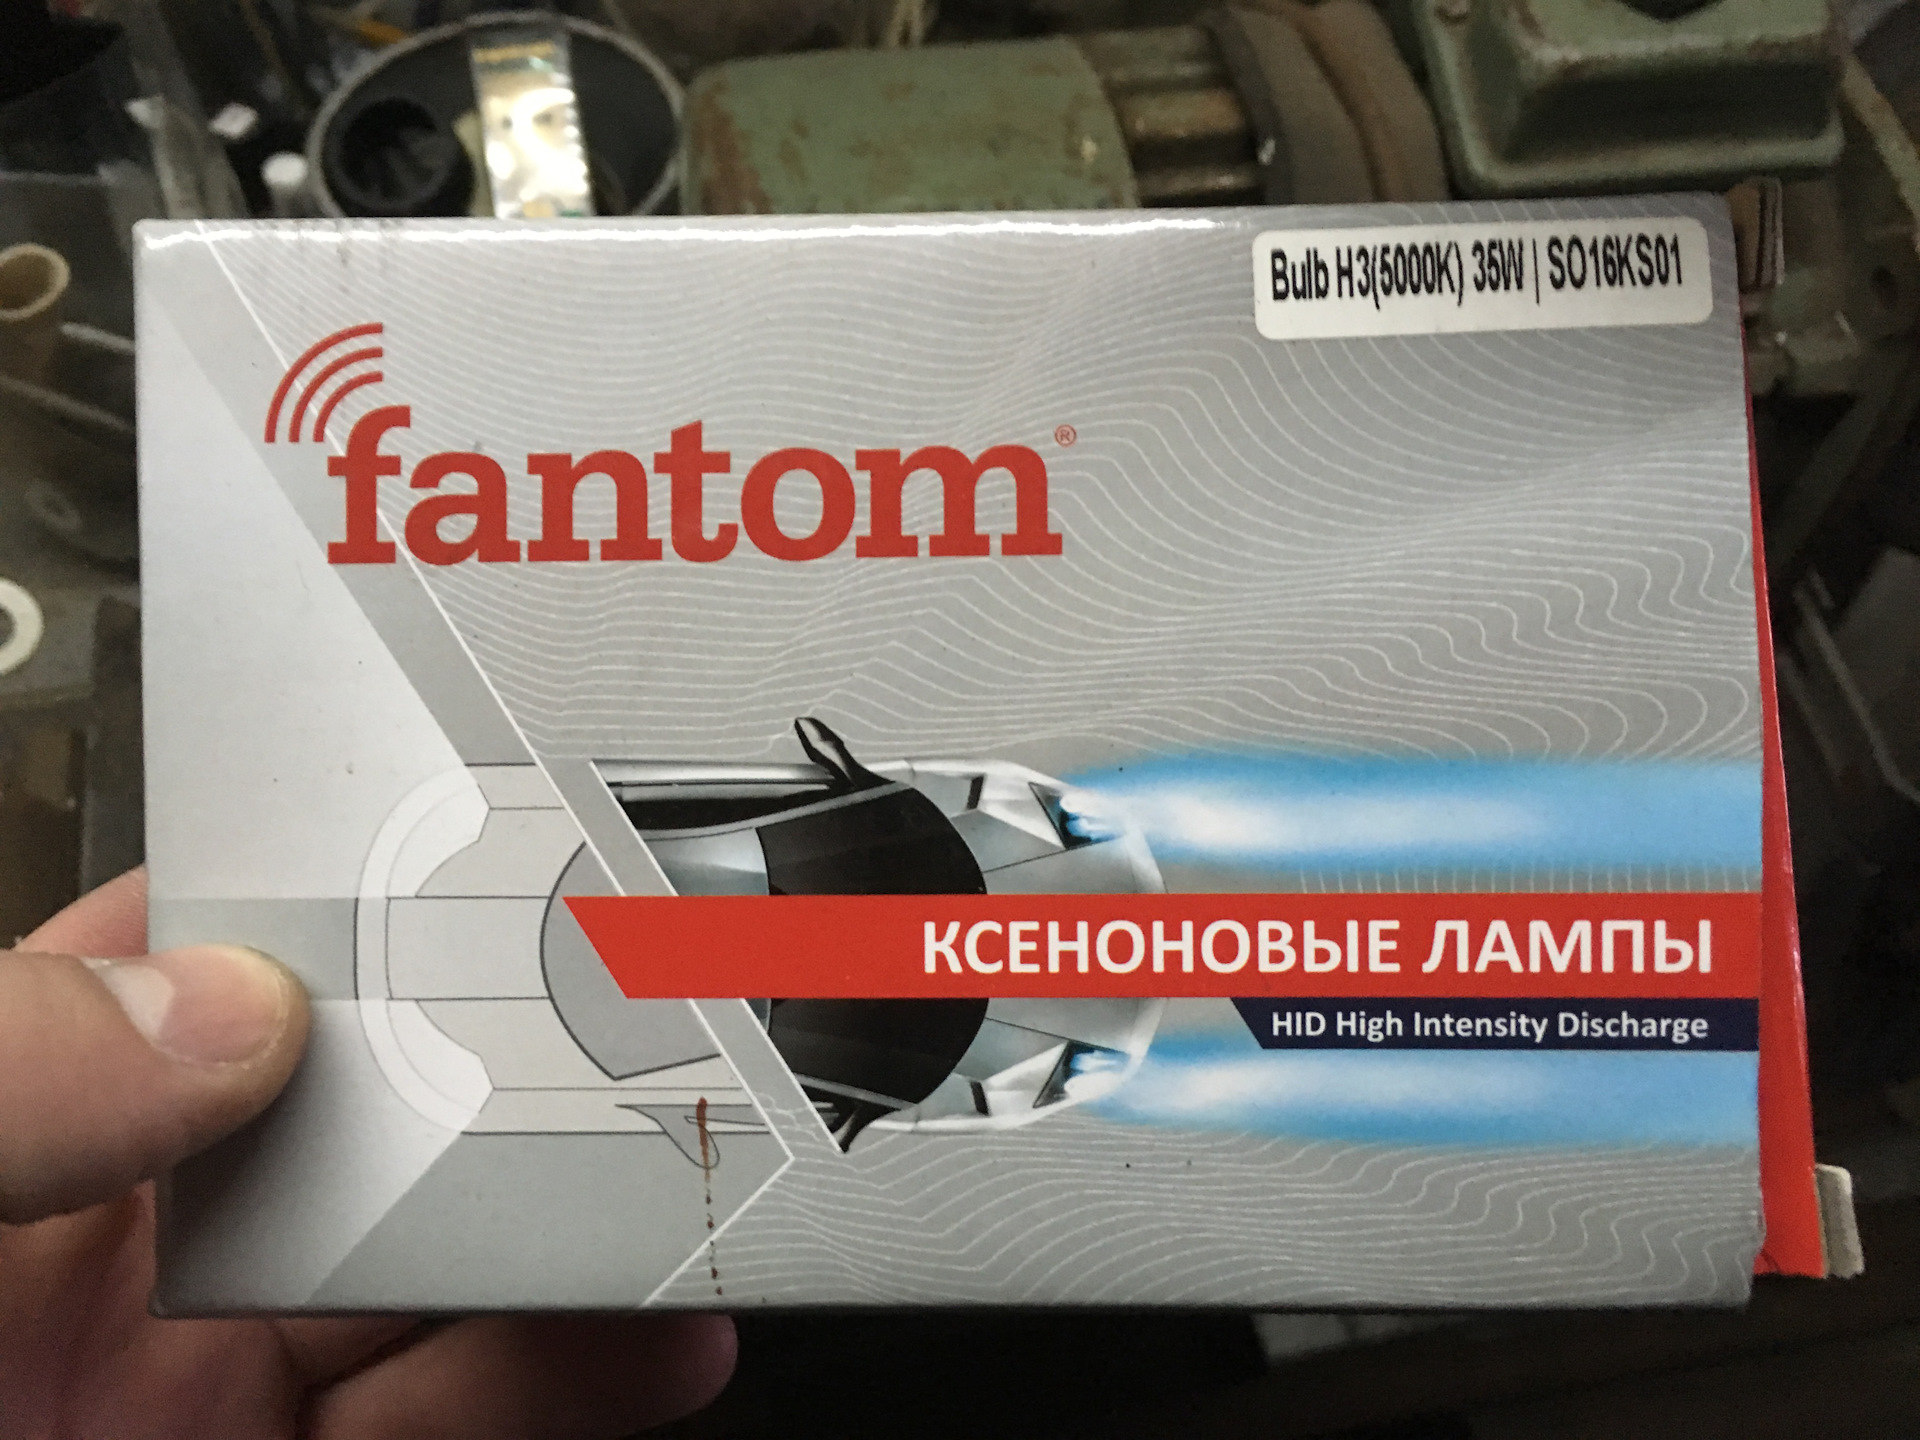 Bulb H3(5000K) 35W | SO16KS01
fantom®
КСЕНОНОВЫЕ ЛАМПЫ
HID High Intensity Discharge